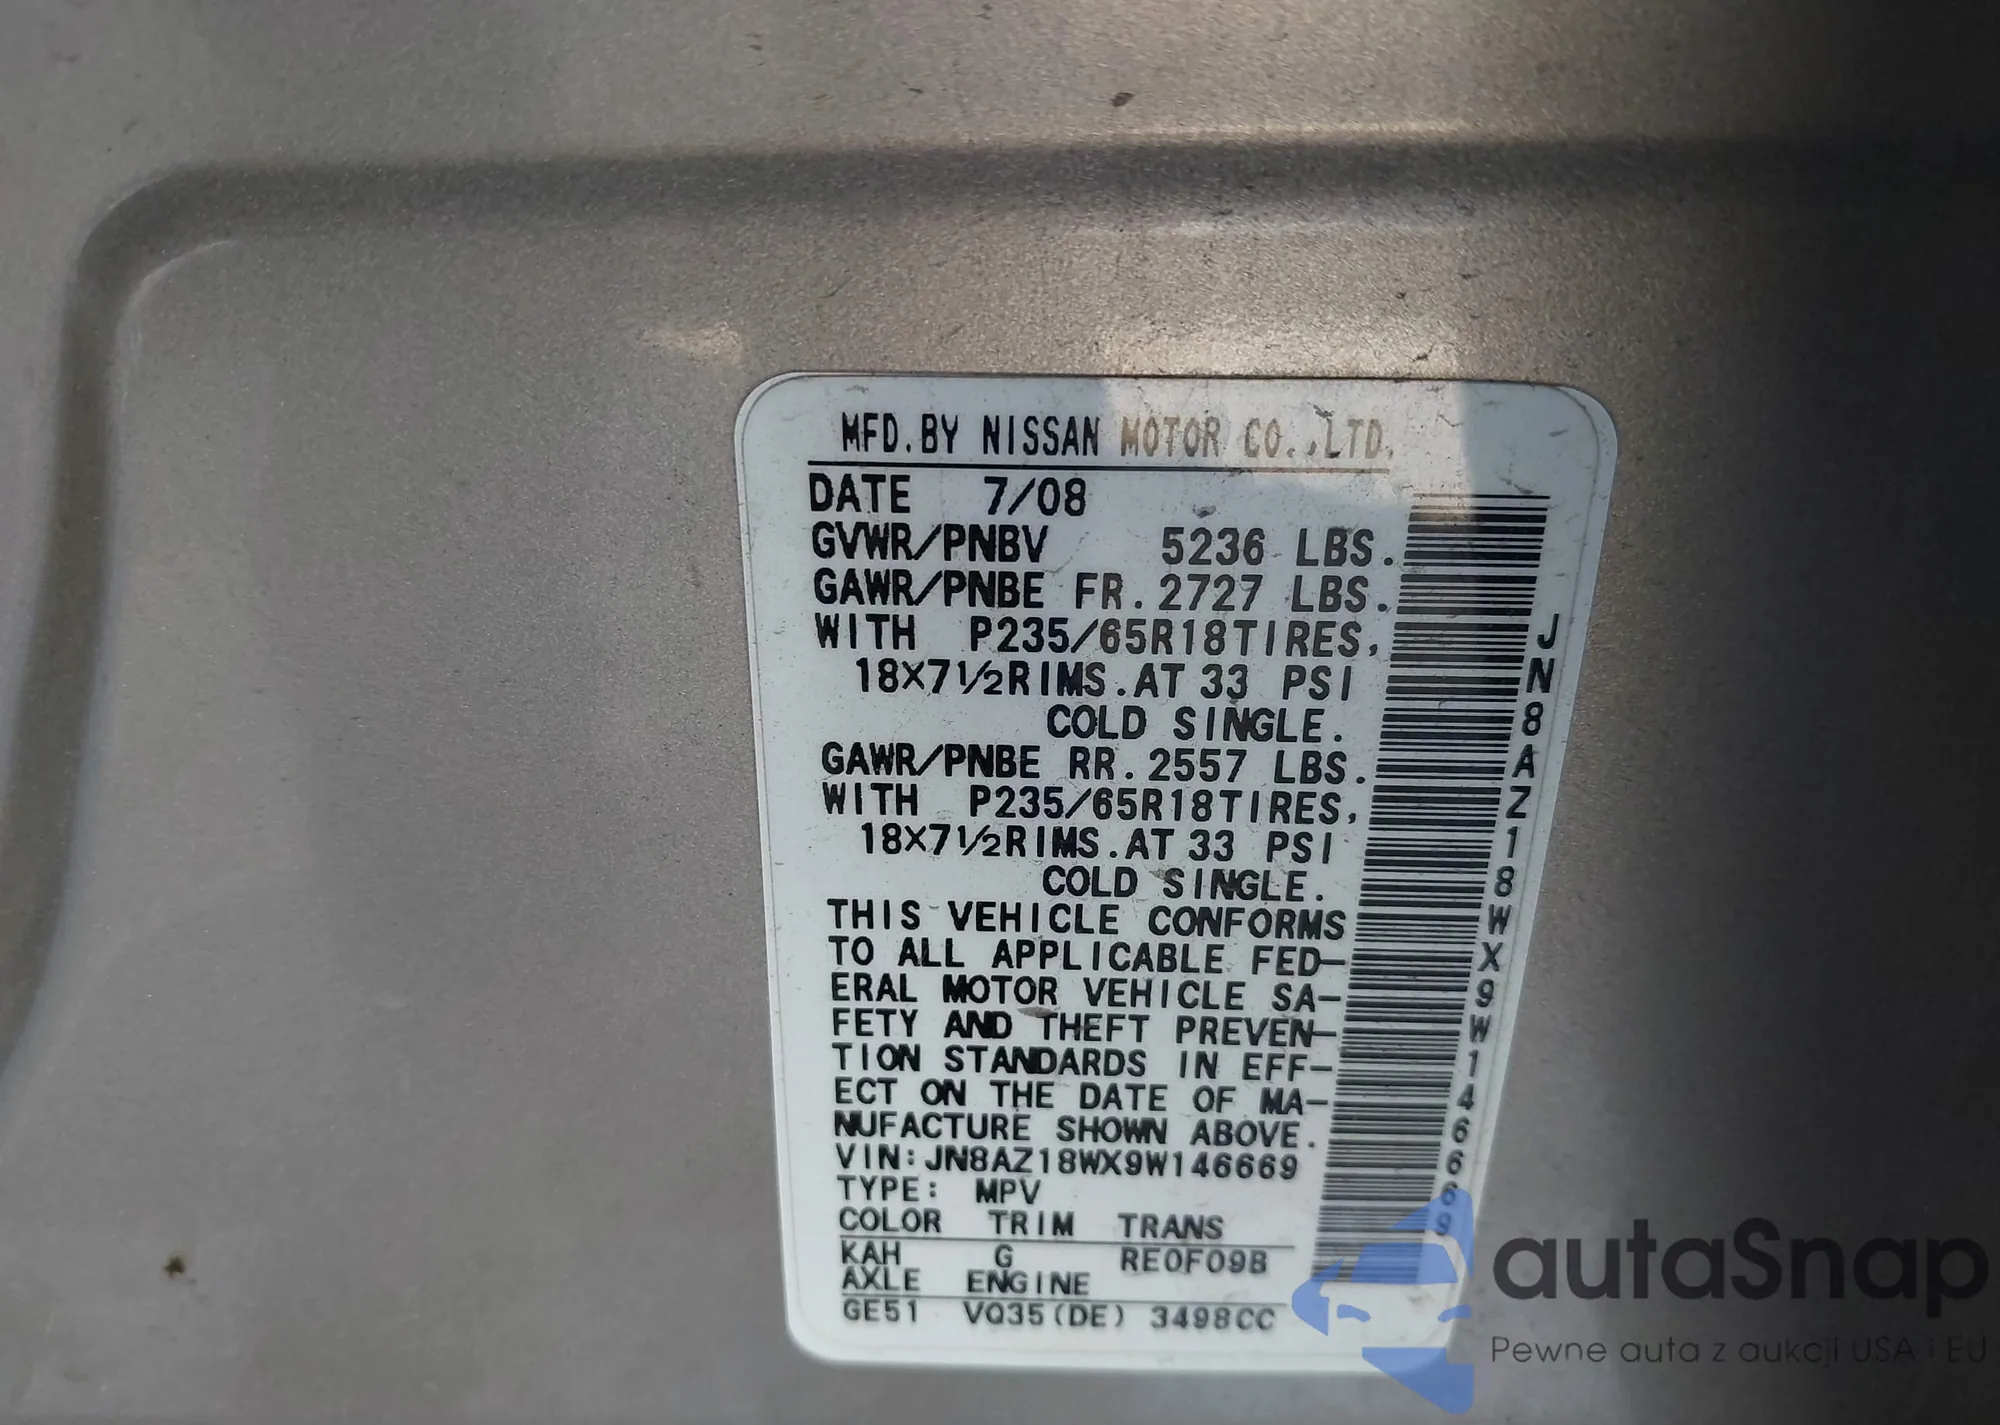 MFD.BY NISSAN MOTOR CO.,LTD.
DATE 7/08
GVWR/PNBV 5236 LBS.
GAWR/PNBE FR. 2727 LBS.
WITH P235/65R18TIRES,
18X7½RIMS.AT 33 PSI
COLD SINGLE.
GAWR/PNBE RR. 2557 LBS.
WITH P235/65R18TIRES,
18X7½RIMS.AT 33 PSI
COLD SINGLE.
THIS VEHICLE CONFORMS
TO ALL APPLICABLE FED-
ERAL MOTOR VEHICLE SA-
FETY AND THEFT PREVEN-
TION STANDARDS IN EFF-
ECT ON THE DATE OF MA-
NUFACTURE SHOWN ABOVE.
VIN:JN8AZ18WX9W146669
TYPE: MPV
COLOR TRIM TRANS
KAH G RE0F09B
AXLE ENGINE
GE51 VQ35(DE) 3498CC
JN8AZ18WX9W146669
autaSnap
Pewne auta z aukcji USA i EU